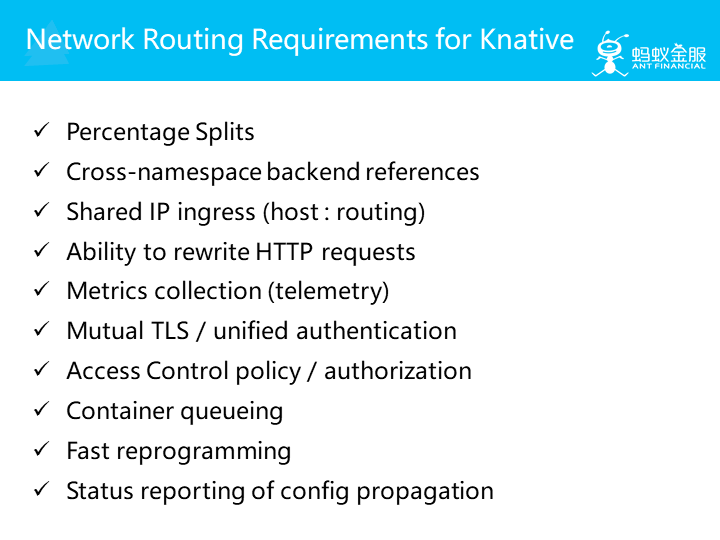 Network Routing Requirements for Knative
蚂蚁金服
ANT FINANCIAL
✓ Percentage Splits
✓ Cross-namespace backend references
✓ Shared IP ingress (host : routing)
✓ Ability to rewrite HTTP requests
✓ Metrics collection (telemetry)
✓ Mutual TLS / unified authentication
✓ Access Control policy / authorization
✓ Container queueing
✓ Fast reprogramming
✓ Status reporting of config propagation